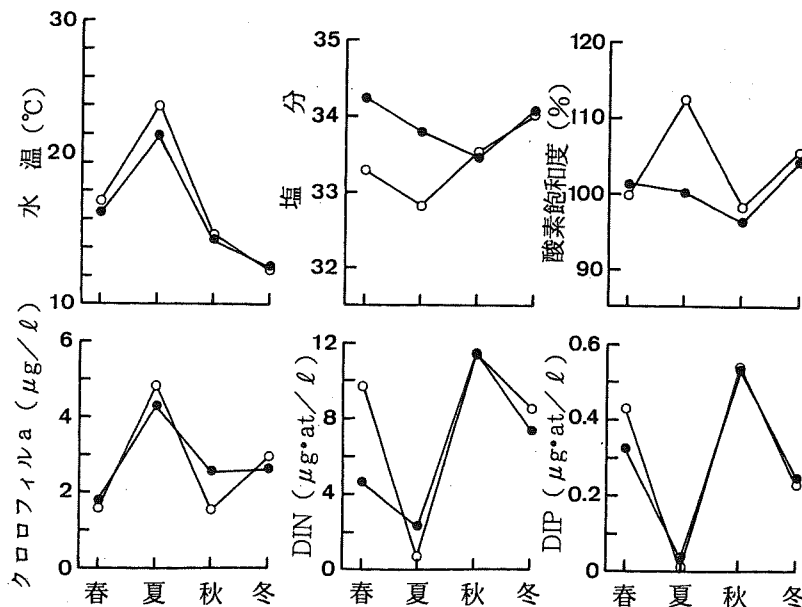 水温(℃)
30
20
10
塩分
35
34
33
32
酸素飽和度(%)
120
110
100
90
クロロフィルa(μg/ℓ)
6
4
2
0
春 夏 秋 冬
DIN(μg•at/ℓ)
12
8
4
0
春 夏 秋 冬
DIP(μg•at/ℓ)
0.6
0.4
0.2
0
春 夏 秋 冬